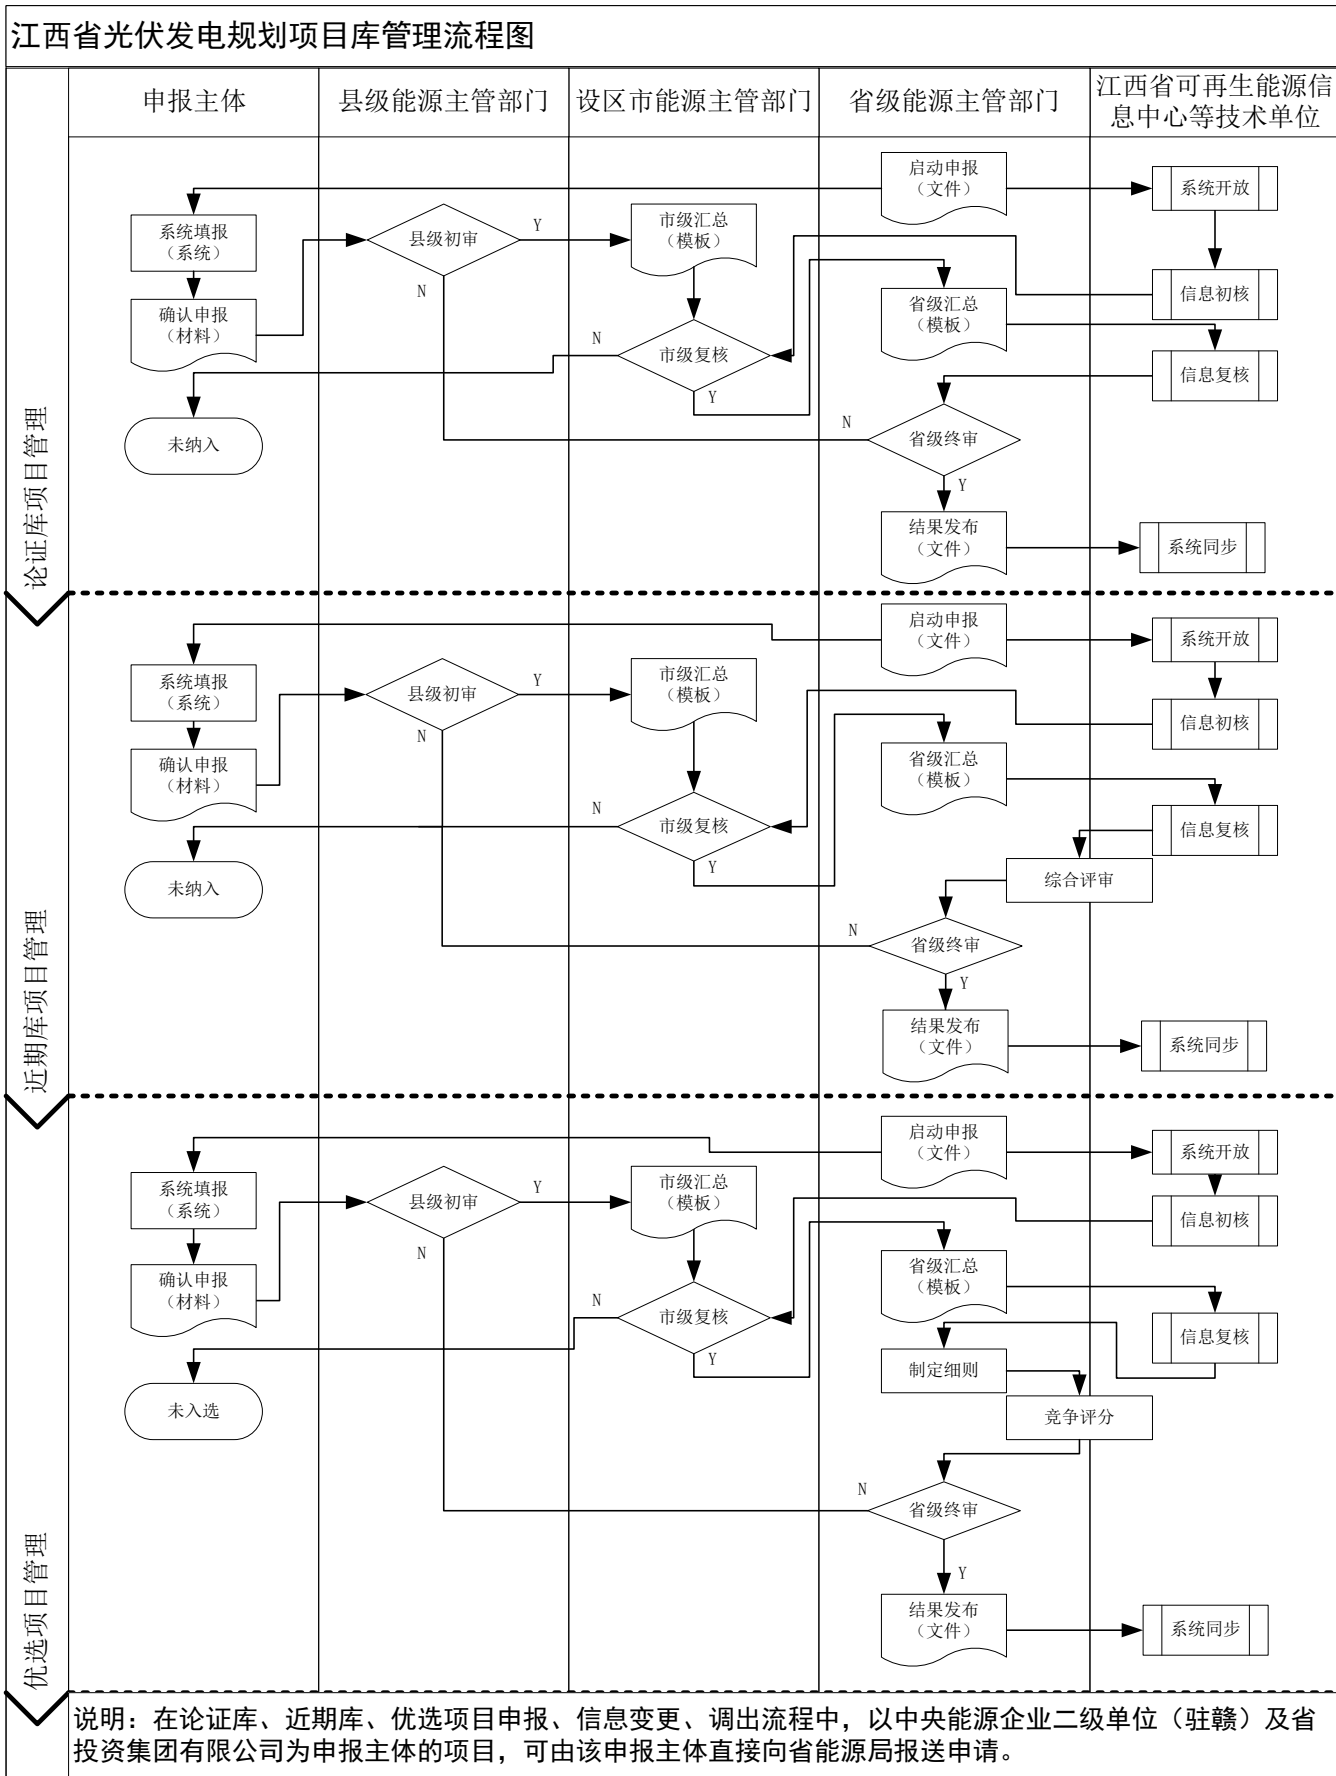 江西省光伏发电规划项目库管理流程图
申报主体
县级能源主管部门
设区市能源主管部门
省级能源主管部门
江西省可再生能源信
息中心等技术单位
论证库项目管理
启动申报
（文件）
系统开放
系统填报
（系统）
县级初审
Y
N
市级汇总
（模板）
信息初核
确认申报
（材料）
省级汇总
（模板）
N
市级复核
Y
信息复核
未纳入
N
省级终审
Y
结果发布
（文件）
系统同步
近期库项目管理
启动申报
（文件）
系统开放
系统填报
（系统）
县级初审
Y
N
市级汇总
（模板）
信息初核
确认申报
（材料）
省级汇总
（模板）
N
市级复核
Y
信息复核
综合评审
未纳入
N
省级终审
Y
结果发布
（文件）
系统同步
优选项目管理
启动申报
（文件）
系统开放
系统填报
（系统）
县级初审
Y
N
市级汇总
（模板）
信息初核
确认申报
（材料）
省级汇总
（模板）
N
市级复核
Y
信息复核
制定细则
竞争评分
未入选
N
省级终审
Y
结果发布
（文件）
系统同步
说明：在论证库、近期库、优选项目申报、信息变更、调出流程中，以中央能源企业二级单位（驻赣）及省
投资集团有限公司为申报主体的项目，可由该申报主体直接向省能源局报送申请。